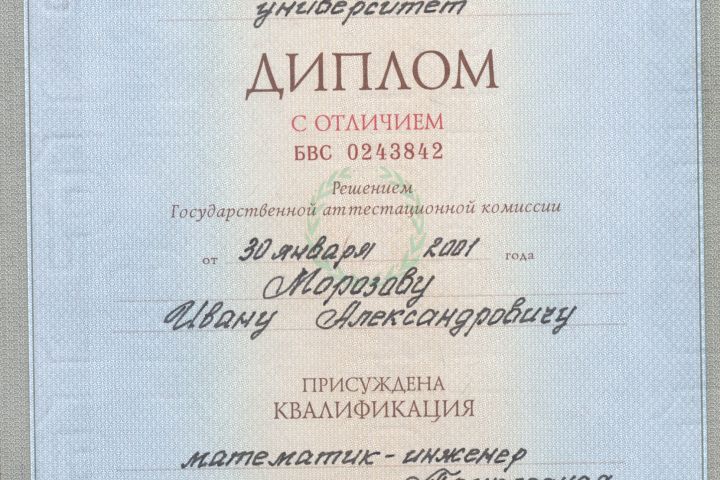 университет
ДИПЛОМ
С ОТЛИЧИЕМ
БВС 0243842
Решением
Государственной аттестационной комиссии
от 30 января 2001 года
Морозову
Ивану Александровичу
ПРИСУЖДЕНА
КВАЛИФИКАЦИЯ
математик-инженер